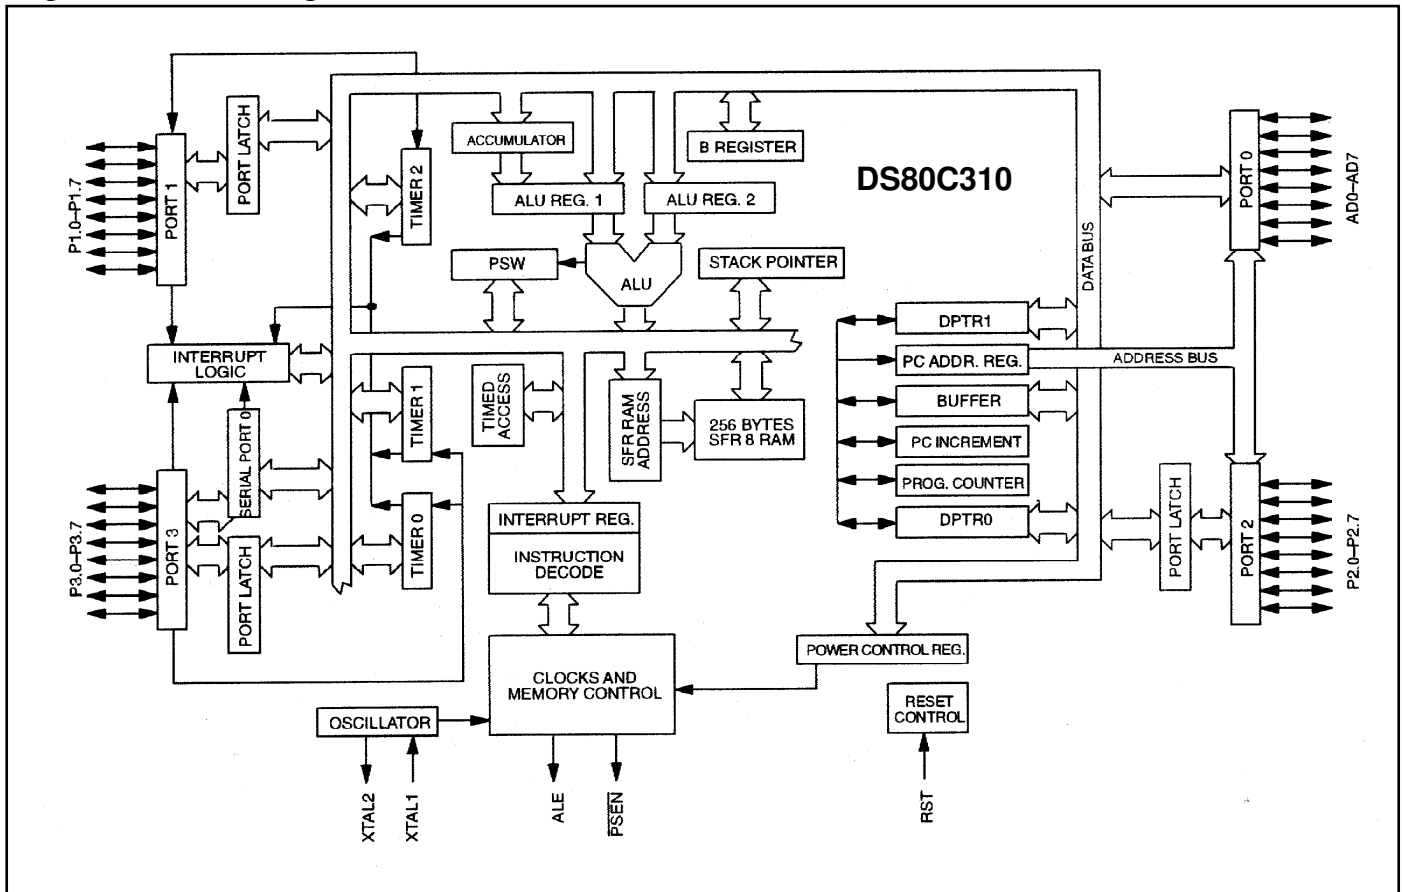 DS80C310
P1.0–P1.7
PORT 1
PORT LATCH
TIMER 2
ACCUMULATOR
B REGISTER
ALU REG. 1
ALU REG. 2
PSW
ALU
STACK POINTER
DATA BUS
PORT 0
AD0–AD7
INTERRUPT
LOGIC
DPTR1
PC ADDR. REG.
ADDRESS BUS
BUFFER
PC INCREMENT
PROG. COUNTER
DPTR0
TIMER 1
TIMED
ACCESS
SFR RAM
ADDRESS
256 BYTES
SFR 8 RAM
SERIAL PORT 0
P3.0–P3.7
PORT 3
PORT LATCH
TIMER 0
INTERRUPT REG.
INSTRUCTION
DECODE
PORT LATCH
PORT 2
P2.0–P2.7
POWER CONTROL REG.
CLOCKS AND
MEMORY CONTROL
OSCILLATOR
RESET
CONTROL
XTAL2
XTAL1
ALE
PSEN
RST